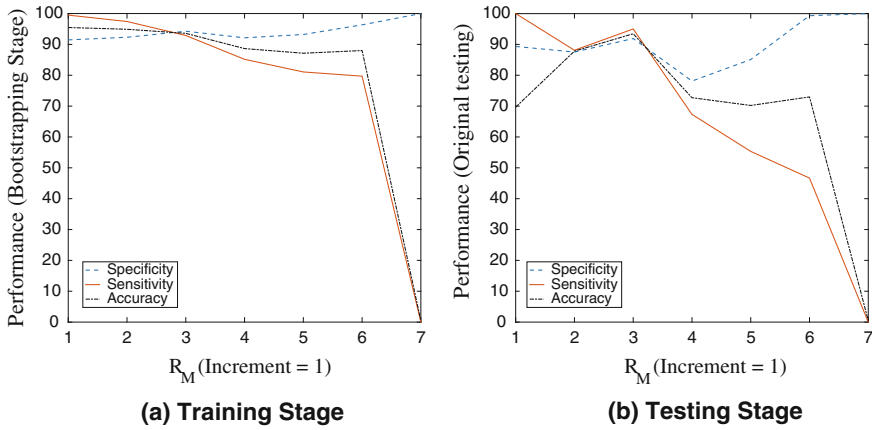 Performance (Bootstrapping Stage)
100
90
80
70
60
50
40
30
20
10
0
Specificity
Sensitivity
Accuracy
1 2 3 4 5 6 7
R_M (Increment = 1)
(a) Training Stage
Performance (Original testing)
100
90
80
70
60
50
40
30
20
10
0
Specificity
Sensitivity
Accuracy
1 2 3 4 5 6 7
R_M (Increment = 1)
(b) Testing Stage